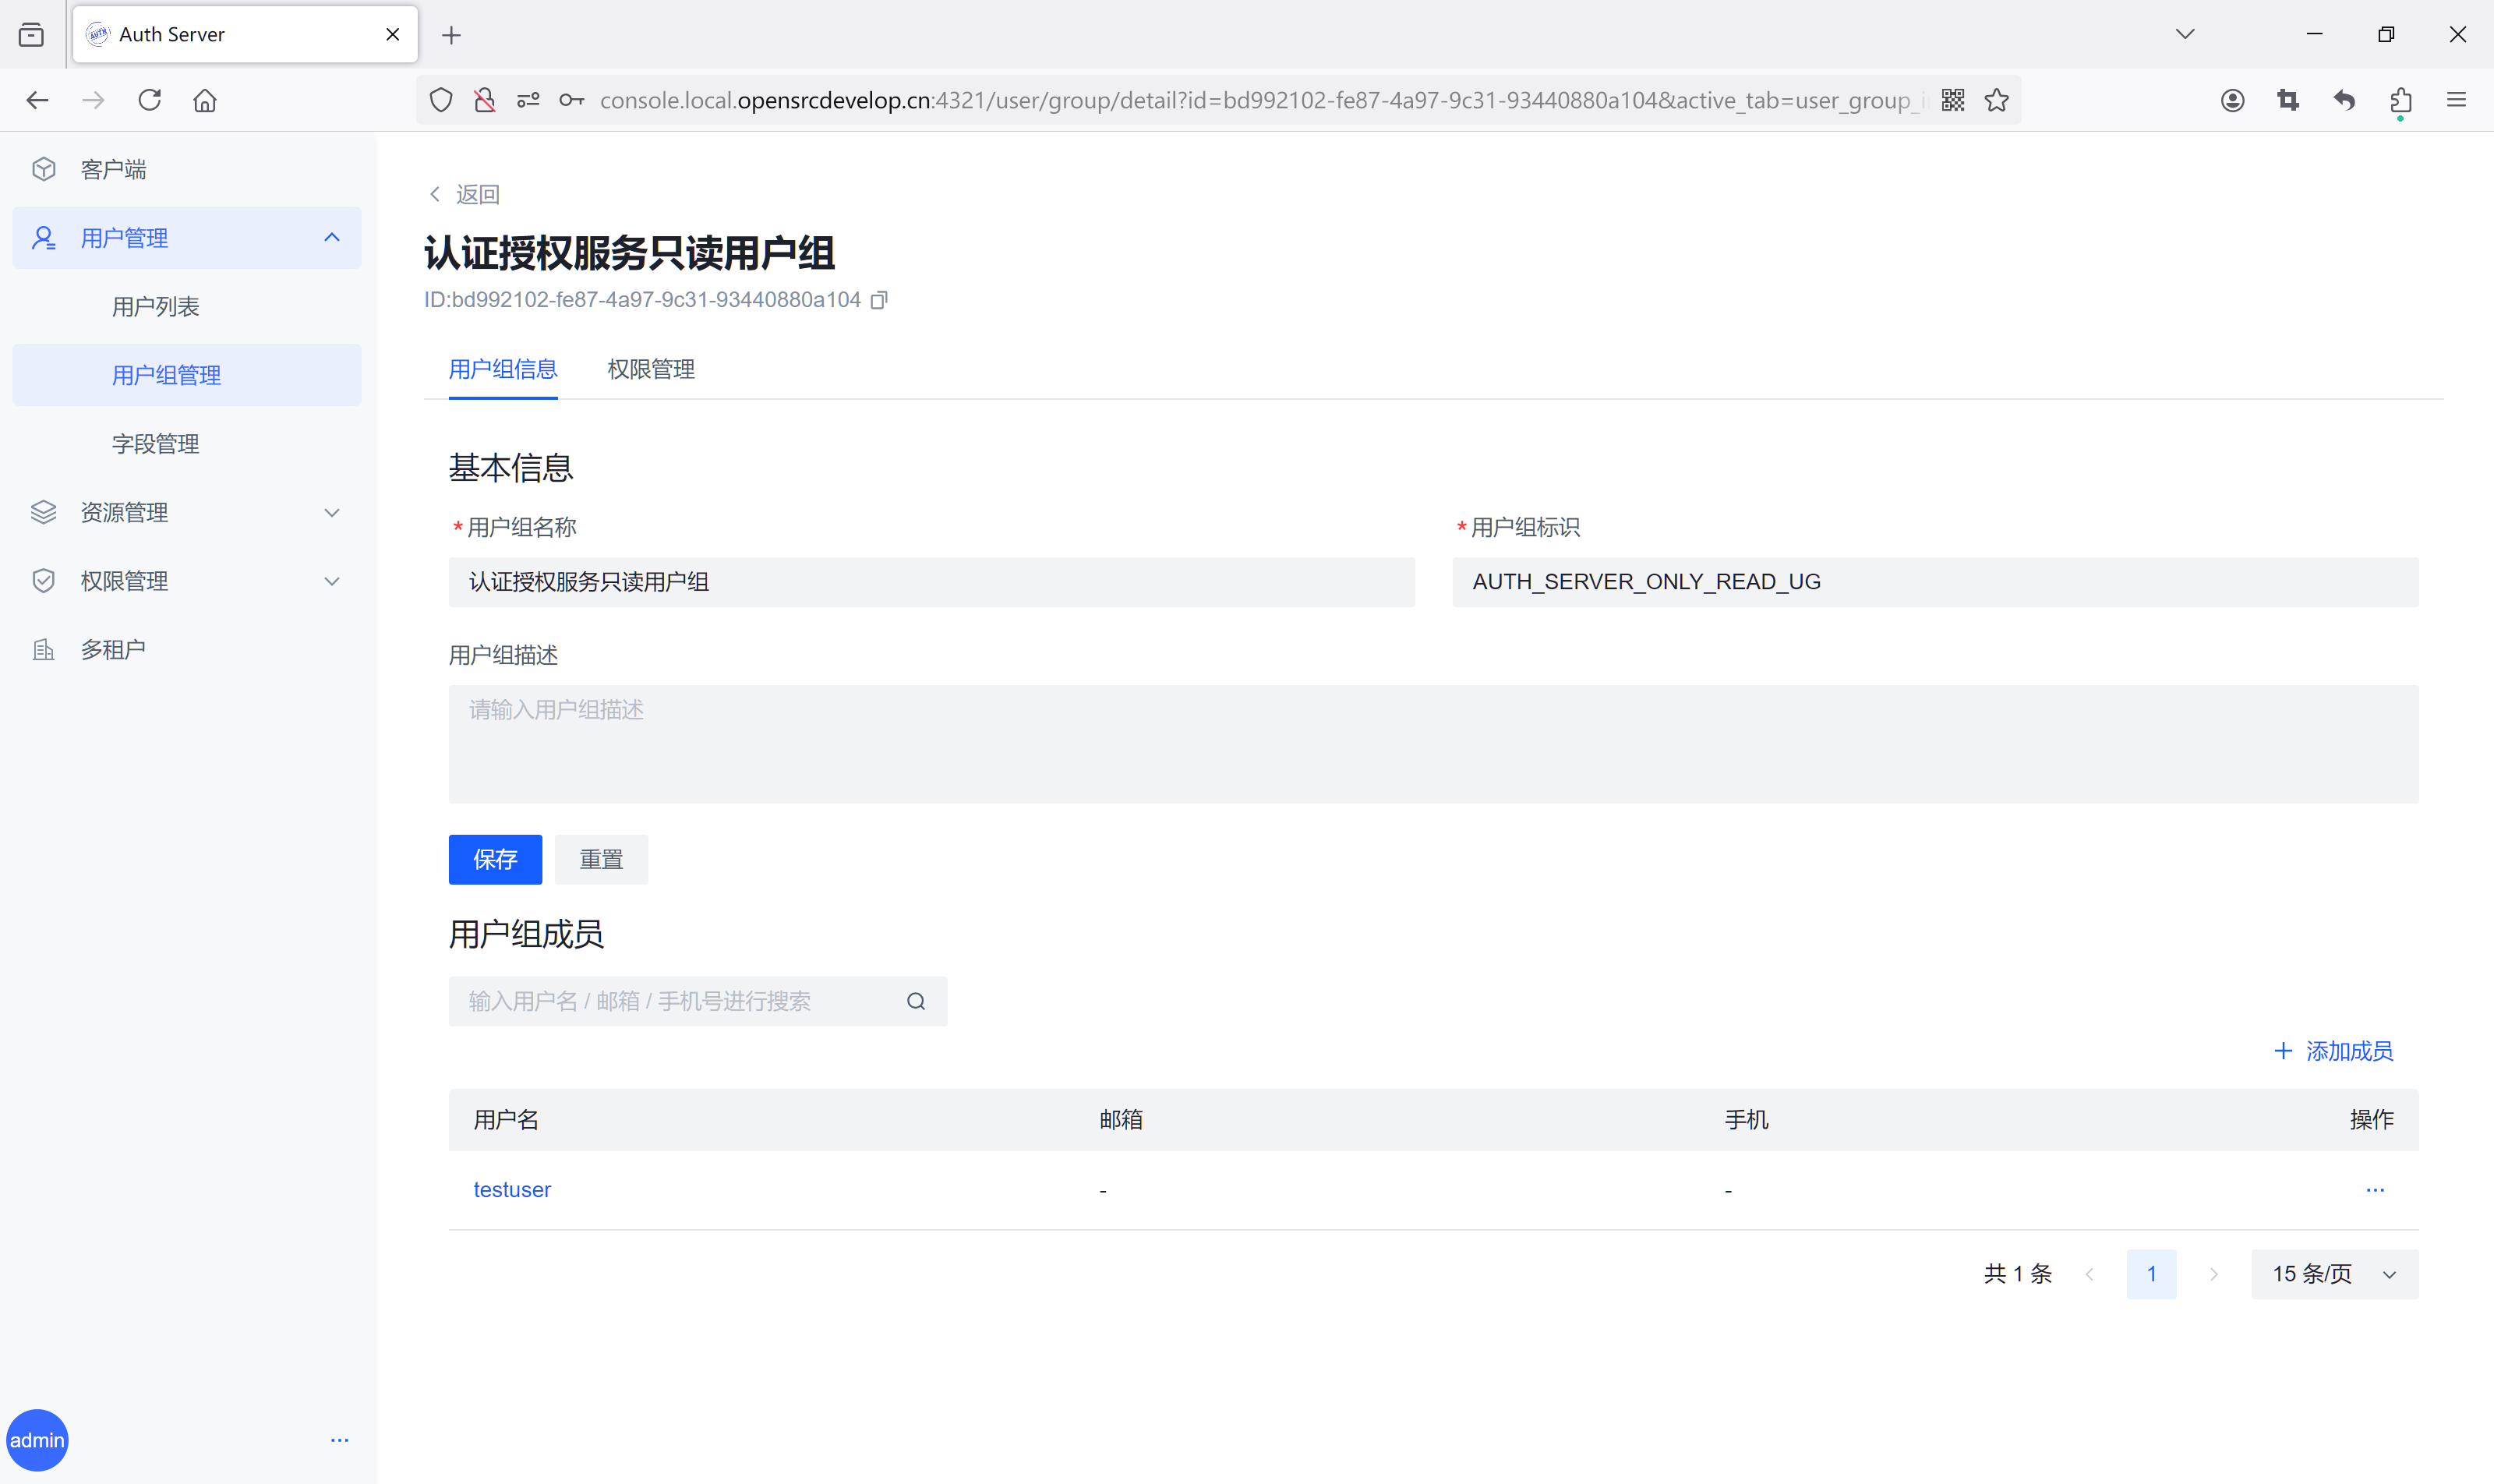 Auth Server
console.local.opensrcdevelop.cn:4321/user/group/detail?id=bd992102-fe87-4a97-9c31-93440880a104&active_tab=user_group_i
客户端
用户管理
用户列表
用户组管理
字段管理
资源管理
权限管理
多租户
admin
返回
认证授权服务只读用户组
ID:bd992102-fe87-4a97-9c31-93440880a104
用户组信息 权限管理
基本信息
*用户组名称 *用户组标识
认证授权服务只读用户组 AUTH_SERVER_ONLY_READ_UG
用户组描述
请输入用户组描述
保存 重置
用户组成员
输入用户名 / 邮箱 / 手机号进行搜索
添加成员
用户名 邮箱 手机 操作
testuser - -
共 1 条 1 15 条/页